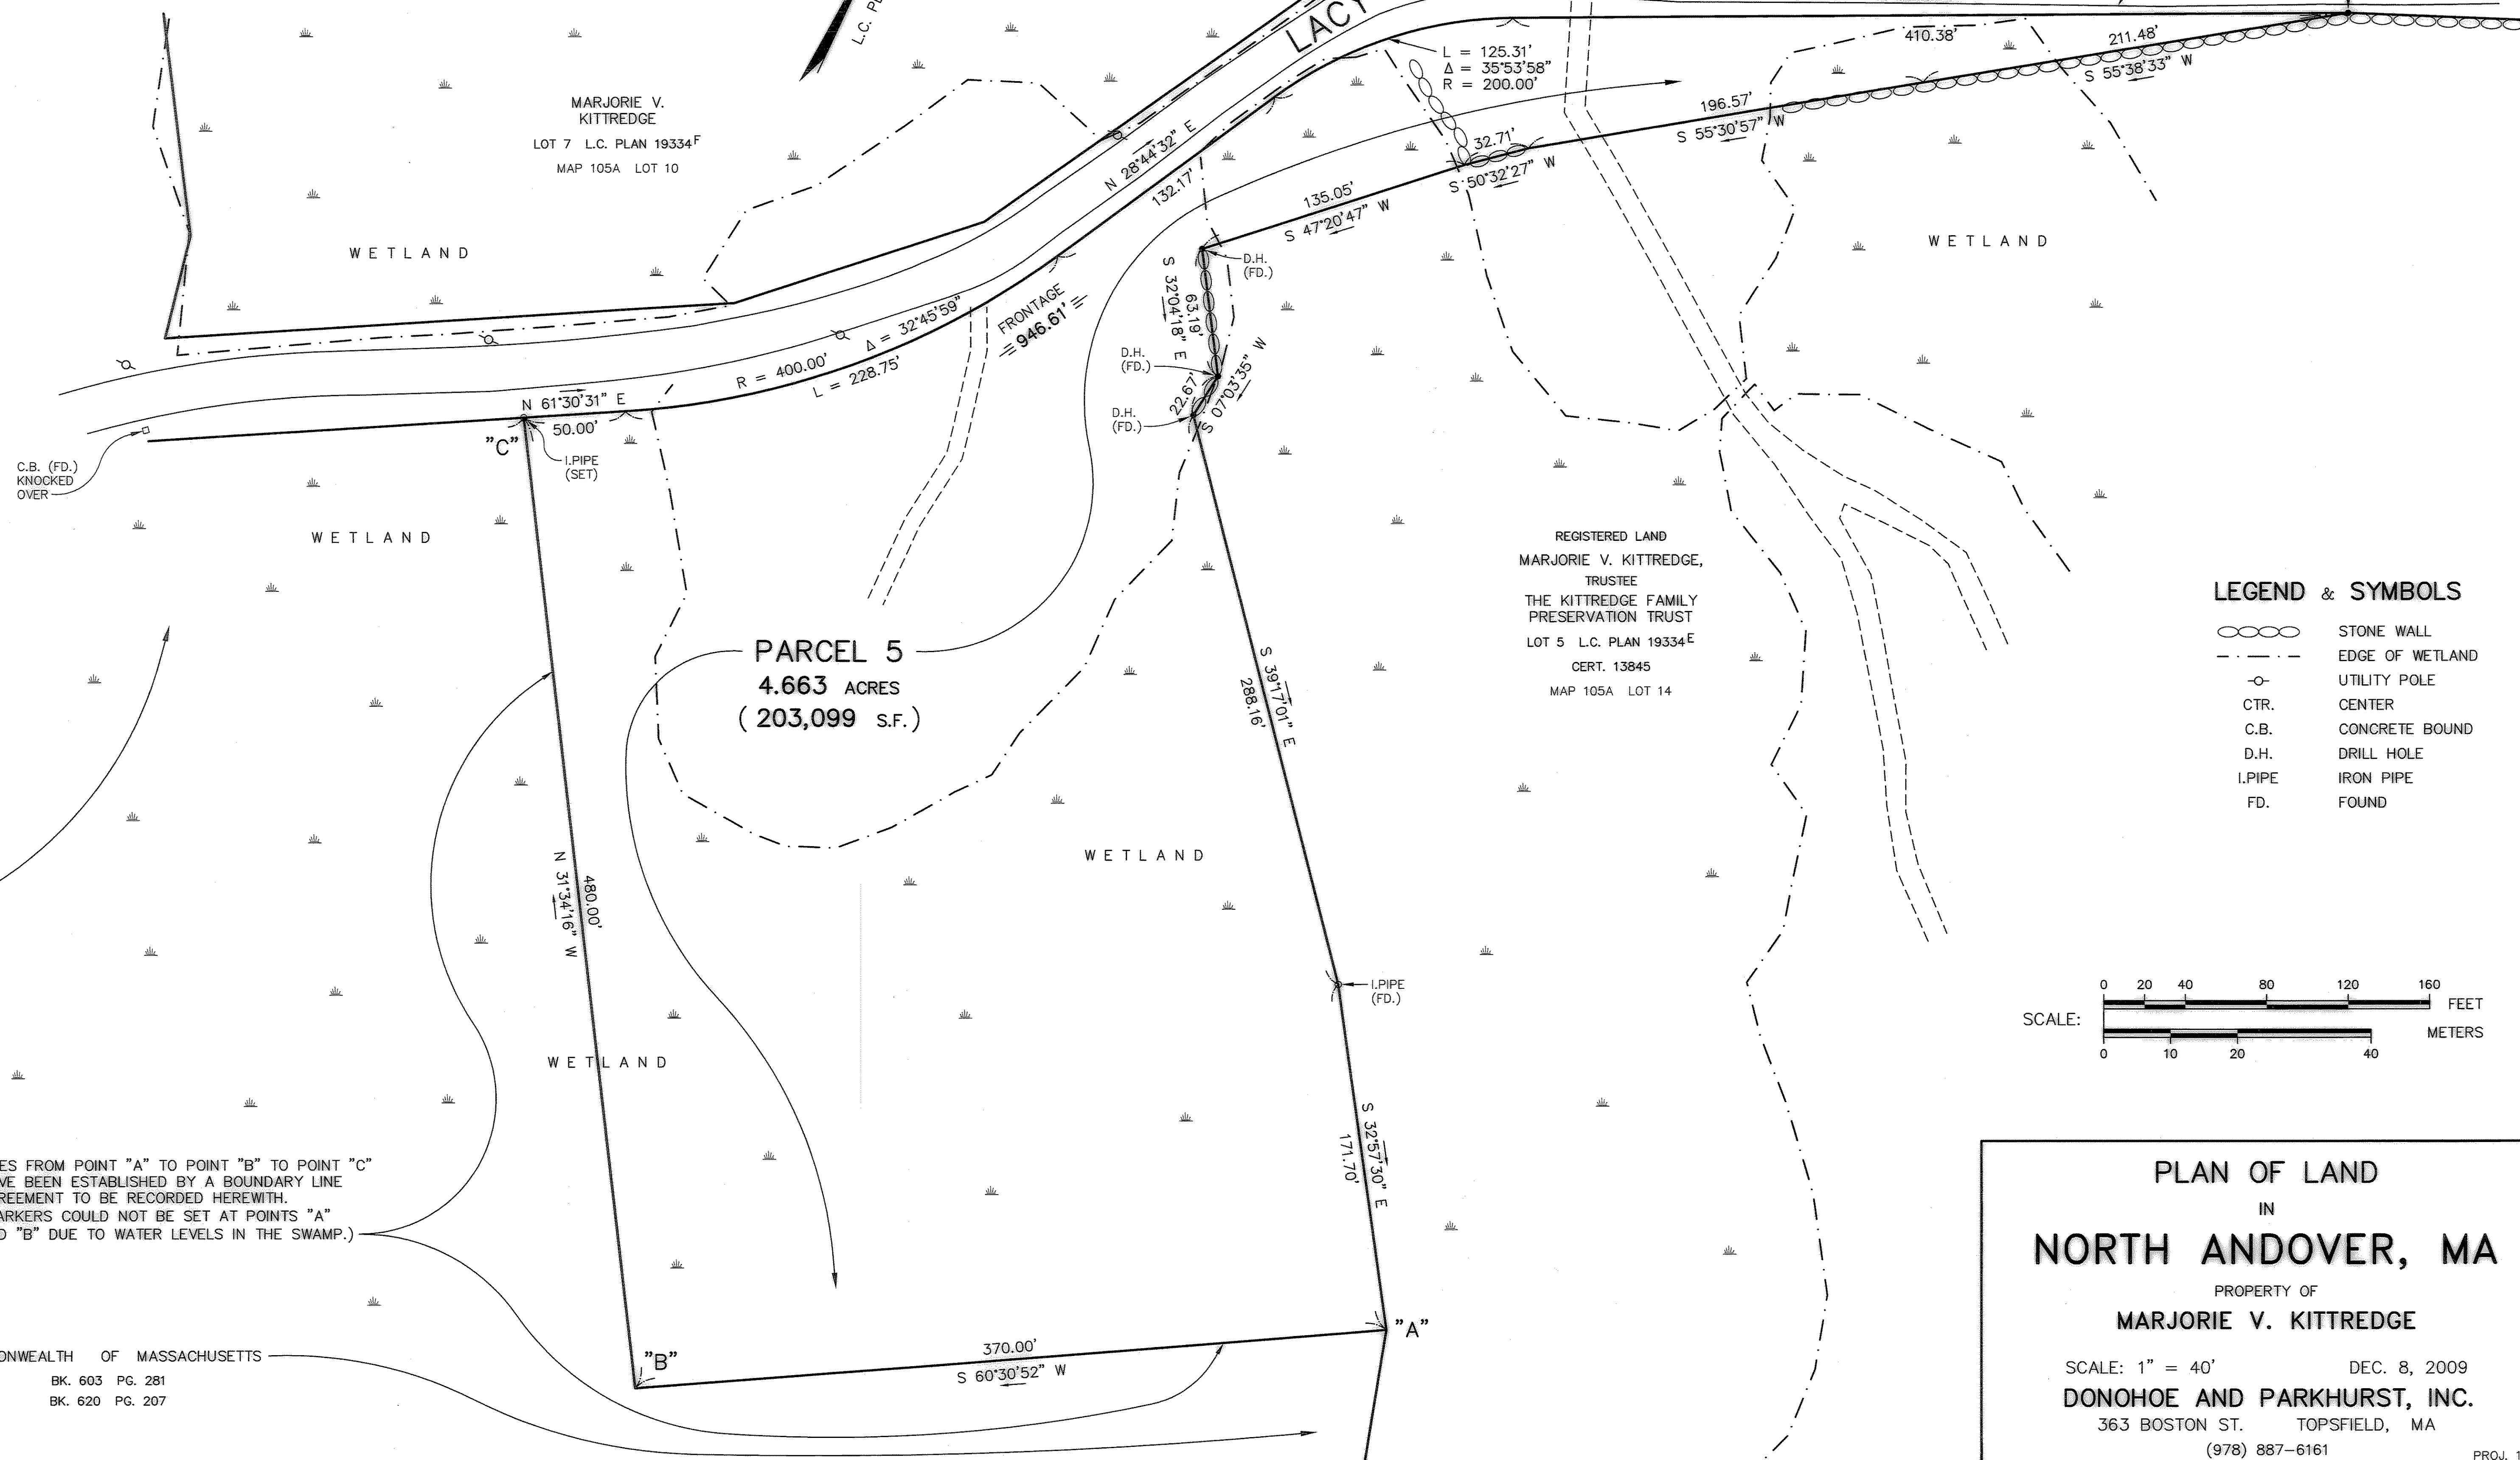 L.C. PL
LACY
MARJORIE V.
KITTREDGE
LOT 7 L.C. PLAN 19334F
MAP 105A LOT 10
WETLAND
L = 125.31'
Δ = 35°53'58"
R = 200.00'
410.38'
211.48'
S 55°38'33" W
196.57'
S 55°30'57" W
32.71'
S 50°32'27" W
135.05'
S 47°20'47" W
N 28°44'32" E
132.17'
WETLAND
D.H.
(FD.)
S 32°04'18" E
63.19'
D.H.
(FD.)
22.67'
S 07°03'35" W
D.H.
(FD.)
FRONTAGE
946.61'
Δ = 32°45'59"
R = 400.00'
L = 228.75'
N 61°30'31" E
50.00'
"C"
I.PIPE
(SET)
C.B. (FD.)
KNOCKED
OVER
WETLAND
REGISTERED LAND
MARJORIE V. KITTREDGE,
TRUSTEE
THE KITTREDGE FAMILY
PRESERVATION TRUST
LOT 5 L.C. PLAN 19334E
CERT. 13845
MAP 105A LOT 14
PARCEL 5
4.663 ACRES
( 203,099 S.F.)
S 39°17'01" E
288.16'
LEGEND & SYMBOLS
STONE WALL
EDGE OF WETLAND
UTILITY POLE
CTR. CENTER
C.B. CONCRETE BOUND
D.H. DRILL HOLE
I.PIPE IRON PIPE
FD. FOUND
WETLAND
480.00'
N 31°34'16" W
I.PIPE
(FD.)
0 20 40 80 120 160
FEET
SCALE:
METERS
0 10 20 40
WETLAND
S 32°57'30" E
171.70'
ES FROM POINT "A" TO POINT "B" TO POINT "C"
VE BEEN ESTABLISHED BY A BOUNDARY LINE
REEMENT TO BE RECORDED HEREWITH.
ARKERS COULD NOT BE SET AT POINTS "A"
D "B" DUE TO WATER LEVELS IN THE SWAMP.)
"A"
"B"
370.00'
S 60°30'52" W
ONWEALTH OF MASSACHUSETTS
BK. 603 PG. 281
BK. 620 PG. 207
PLAN OF LAND
IN
NORTH ANDOVER, MA
PROPERTY OF
MARJORIE V. KITTREDGE
SCALE: 1" = 40' DEC. 8, 2009
DONOHOE AND PARKHURST, INC.
363 BOSTON ST. TOPSFIELD, MA
(978) 887-6161
PROJ. 1